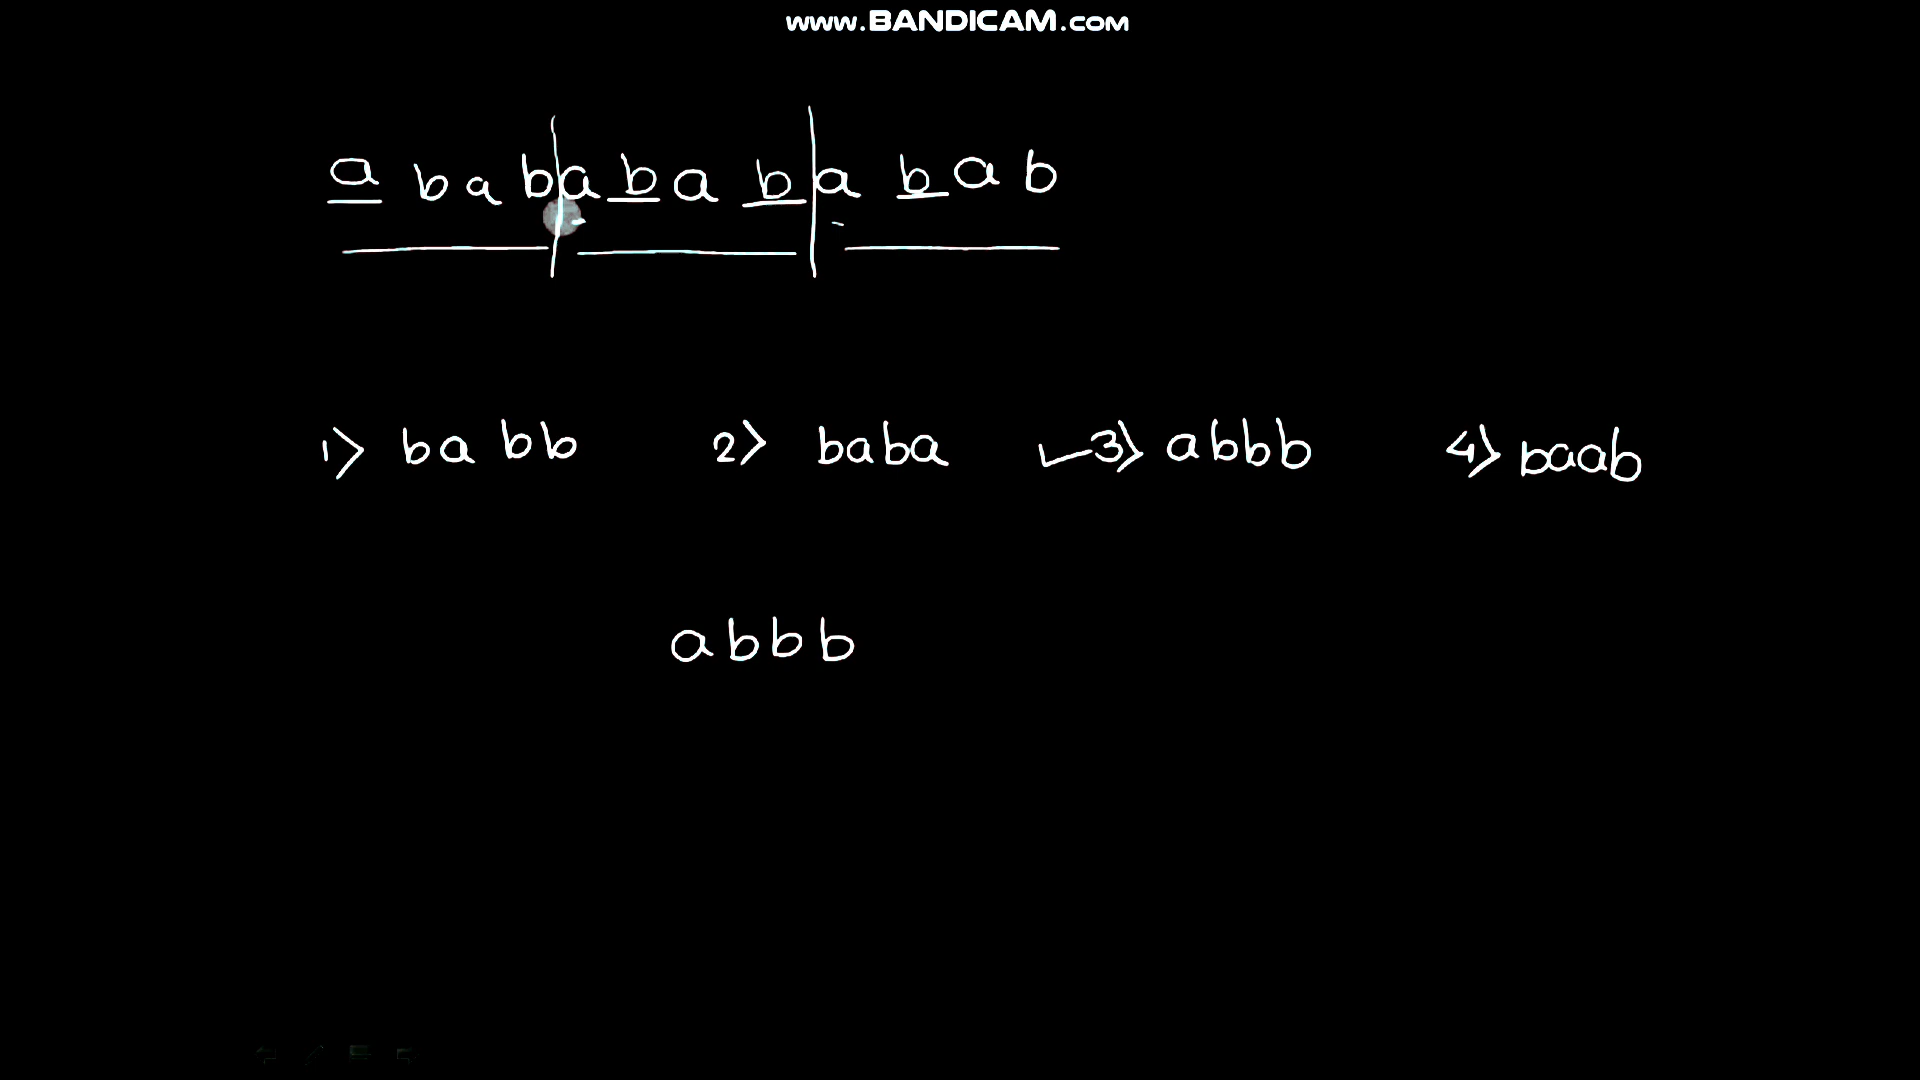 www.BANDICAM.com
a b a b a b a b a b a b
1) babb 2) baba 3) abbb 4) baab
abbb